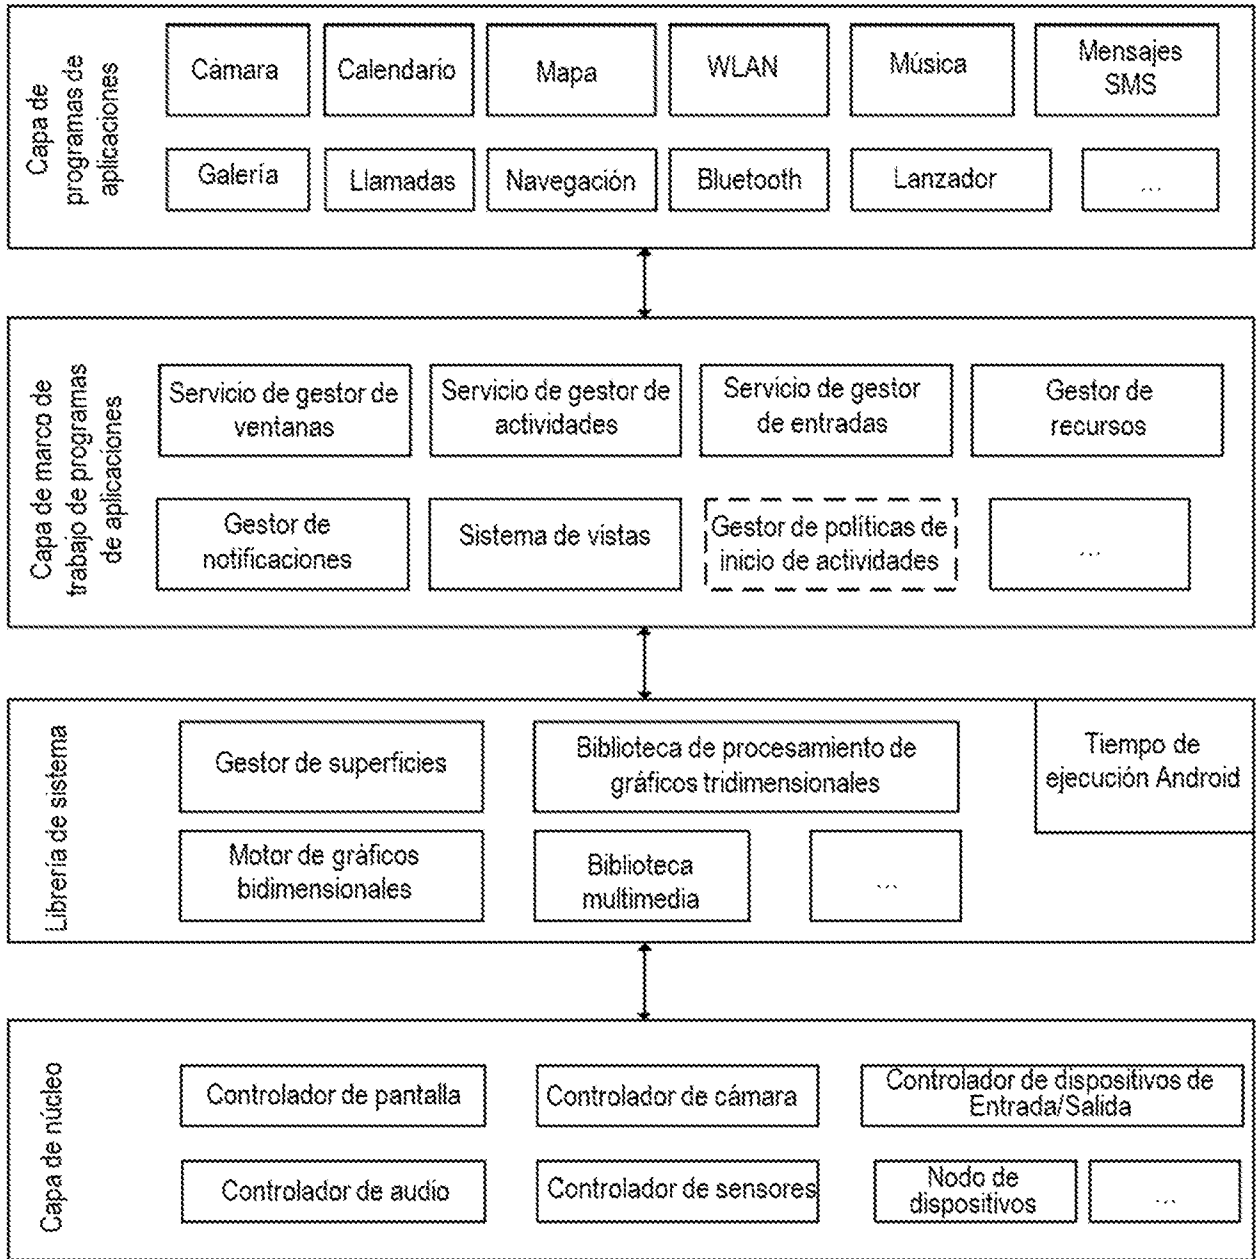 Capa de
programas de
aplicaciones
Cámara
Calendario
Mapa
WLAN
Música
Mensajes
SMS
Galería
Llamadas
Navegación
Bluetooth
Lanzador
...
Capa de marco de
trabajo de programas
de aplicaciones
Servicio de gestor de
ventanas
Servicio de gestor de
actividades
Servicio de gestor
de entradas
Gestor de
recursos
Gestor de
notificaciones
Sistema de vistas
Gestor de políticas de
inicio de actividades
...
Librería de sistema
Gestor de superficies
Biblioteca de procesamiento de
gráficos tridimensionales
Tiempo de
ejecución Android
Motor de gráficos
bidimensionales
Biblioteca
multimedia
...
Capa de núcleo
Controlador de pantalla
Controlador de cámara
Controlador de dispositivos de
Entrada/Salida
Controlador de audio
Controlador de sensores
Nodo de
dispositivos
...